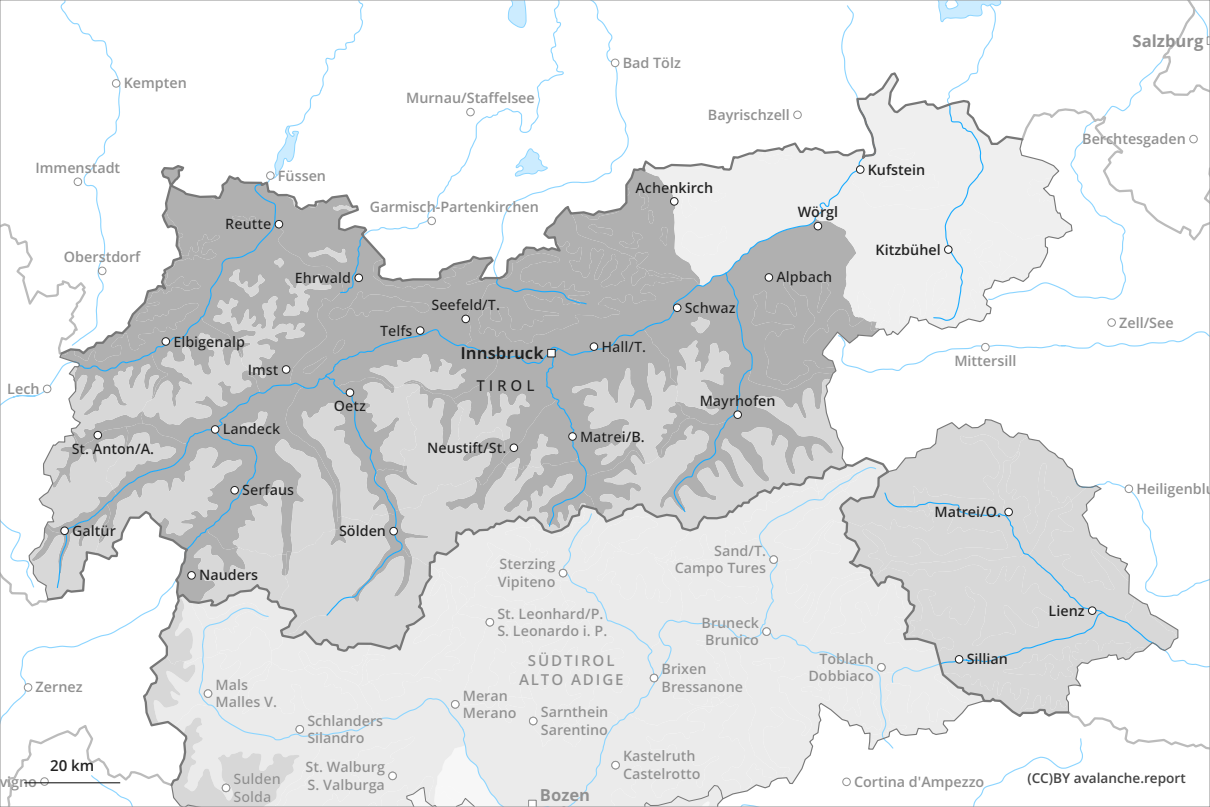 Salzburg
Kempten
Bad Tölz
Murnau/Staffelsee
Bayrischzell
Berchtesgaden
Immenstadt
Füssen
Kufstein
Achenkirch
Garmisch-Partenkirchen
Wörgl
Reutte
Oberstdorf
Kitzbühel
Ehrwald
Alpbach
Seefeld/T.
Schwaz
Zell/See
Telfs
Elbigenalp
Innsbruck
Hall/T.
Mittersill
Imst
TIROL
Lech
Oetz
Mayrhofen
Landeck
Matrei/B.
St. Anton/A.
Neustift/St.
Serfaus
Heiligenblu
Matrei/O.
Galtür
Sölden
Sand/T.
Campo Tures
Sterzing
Vipiteno
Nauders
St. Leonhard/P.
S. Leonardo i. P.
Lienz
Bruneck
Brunico
SÜDTIROL
ALTO ADIGE
Toblach
Dobbiaco
Sillian
Brixen
Bressanone
Zernez
Mals
Malles V.
Meran
Merano
Sarnthein
Sarentino
Schlanders
Silandro
Kastelruth
Castelrotto
St. Walburg
S. Valburga
20 km
vigno
Sulden
Solda
Cortina d'Ampezzo
(CC)BY avalanche.report
Bozen